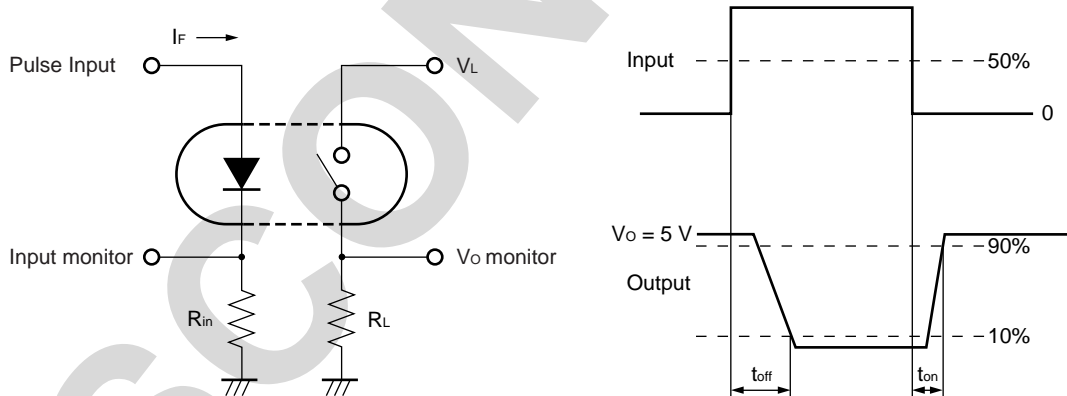 IF
Pulse Input
VL
Input monitor
VO monitor
Rin
RL
Input
50%
0
VO = 5 V
90%
Output
10%
toff
ton